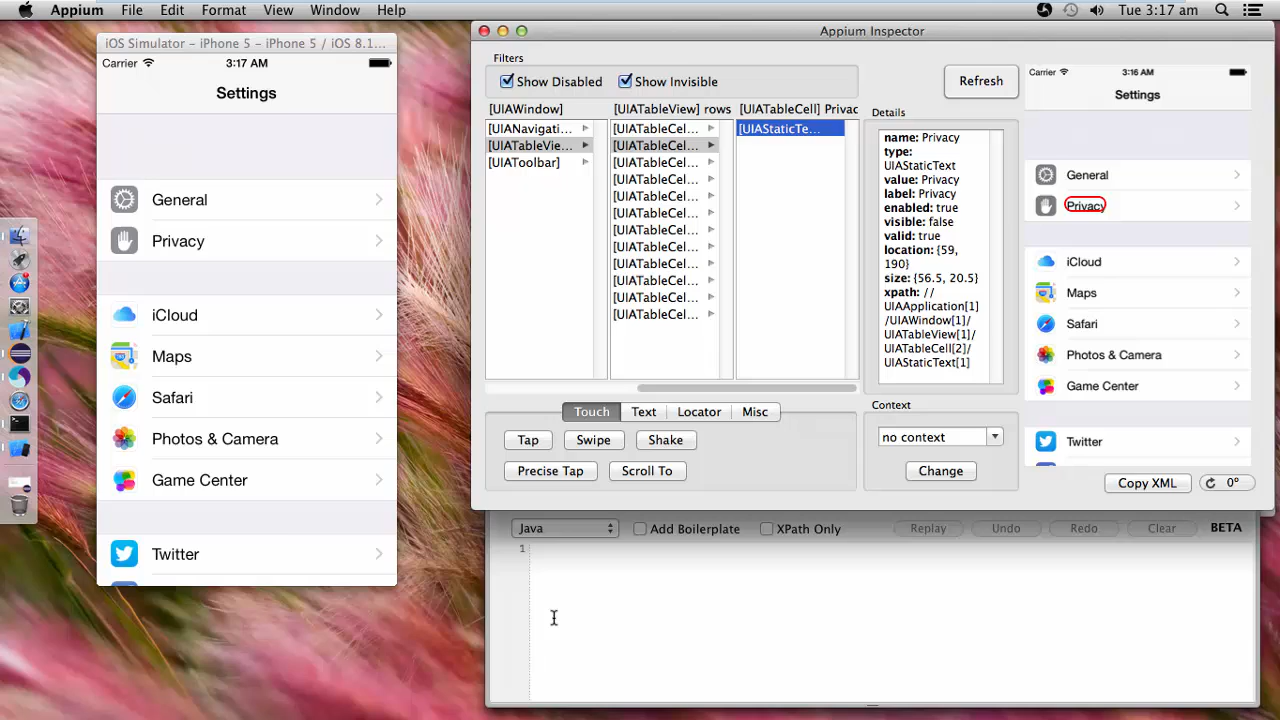 Appium File Edit Format View Window Help Tue 3:17 am
iOS Simulator – iPhone 5 – iPhone 5 / iOS 8.1...
Carrier 3:17 AM
Settings
General
Privacy
iCloud
Maps
Safari
Photos & Camera
Game Center
Twitter
Appium Inspector
Filters
Show Disabled Show Invisible
Refresh
[UIAWindow] [UIATableView] rows [UIATableCell] Privac
[UIANavigati...
[UIATableVie...
[UIAToolbar]
[UIATableCel...
[UIATableCel...
[UIATableCel...
[UIATableCel...
[UIATableCel...
[UIATableCel...
[UIATableCel...
[UIATableCel...
[UIATableCel...
[UIATableCel...
[UIATableCel...
[UIATableCel...
[UIAStaticTe...
Details
name: Privacy
type:
UIAStaticText
value: Privacy
label: Privacy
enabled: true
visible: false
valid: true
location: {59,
190}
size: {56.5, 20.5}
xpath: //
UIAApplication[1]
/UIAWindow[1]/
UIATableView[1]/
UIATableCell[2]/
UIAStaticText[1]
Touch Text Locator Misc
Tap Swipe Shake
Precise Tap Scroll To
Context
no context
Change
Carrier 3:16 AM
Settings
General
Privacy
iCloud
Maps
Safari
Photos & Camera
Game Center
Twitter
Copy XML 0°
Java Add Boilerplate XPath Only Replay Undo Redo Clear BETA
1